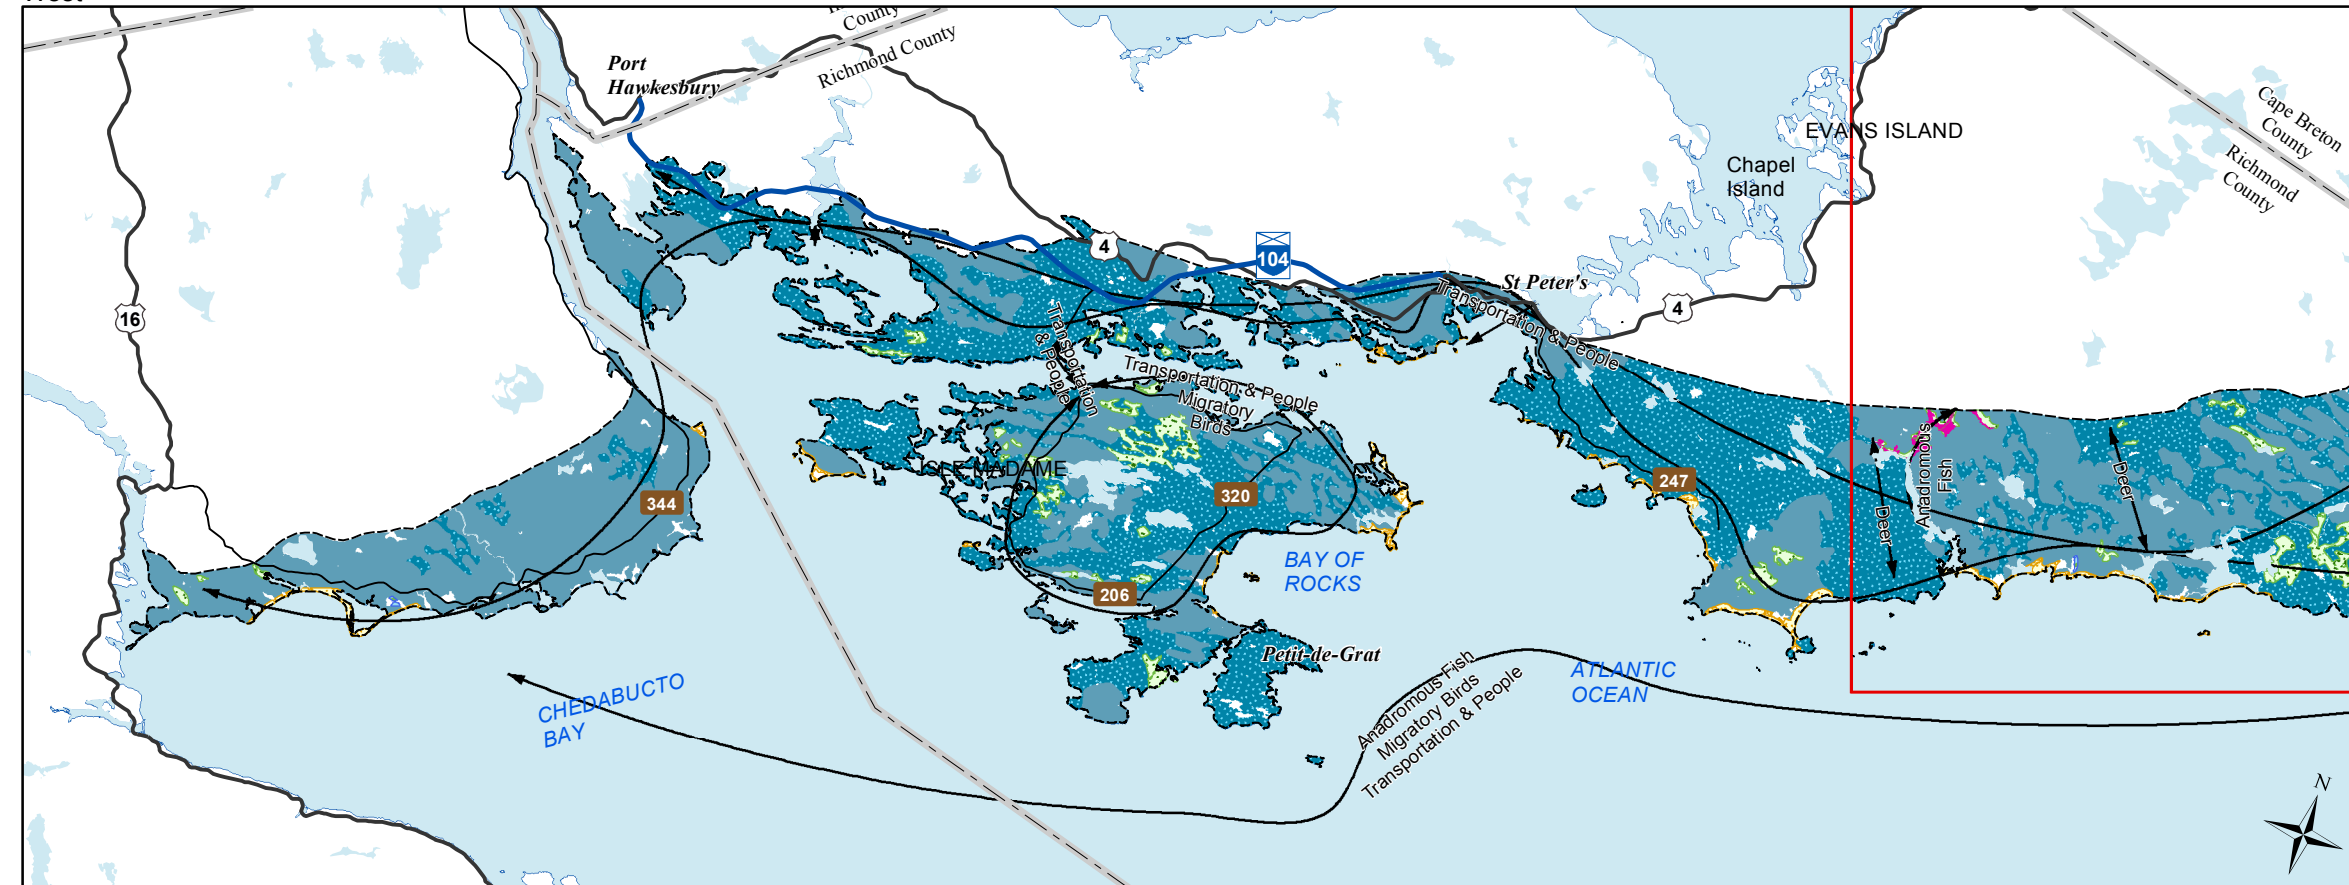 County
Richmond County
Port
Hawkesbury
Cape Breton
County
Richmond
County
EVANS ISLAND
Chapel
Island
4
104
St Peter's
4
16
Transportation & People
Transportation
& People
Transportation & People
Migratory
Birds
ISLE MADAME
344
320
247
Anadromous
Fish
Deer
Deer
BAY OF
ROCKS
206
Petit-de-Grat
ATLANTIC
OCEAN
CHEDABUCTO
BAY
Anadromous Fish
Migratory Birds
Transportation & People
N